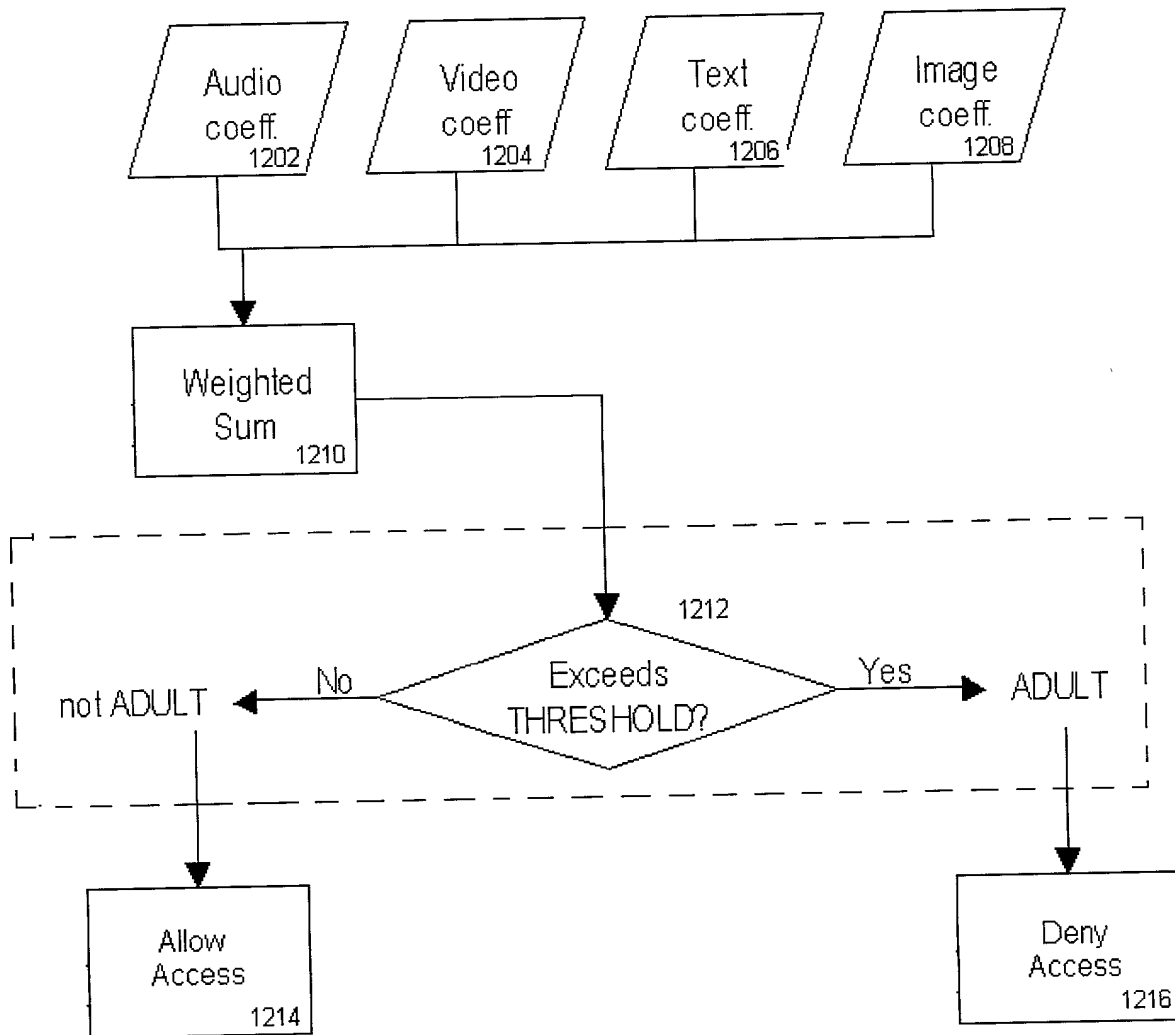 Audio
coeff.
1202
Video
coeff
1204
Text
coeff.
1206
Image
coeff.
1208
Weighted
Sum
1210
1212
Exceeds
THRESHOLD?
No
Yes
not ADULT
ADULT
Allow
Access
1214
Deny
Access
1216